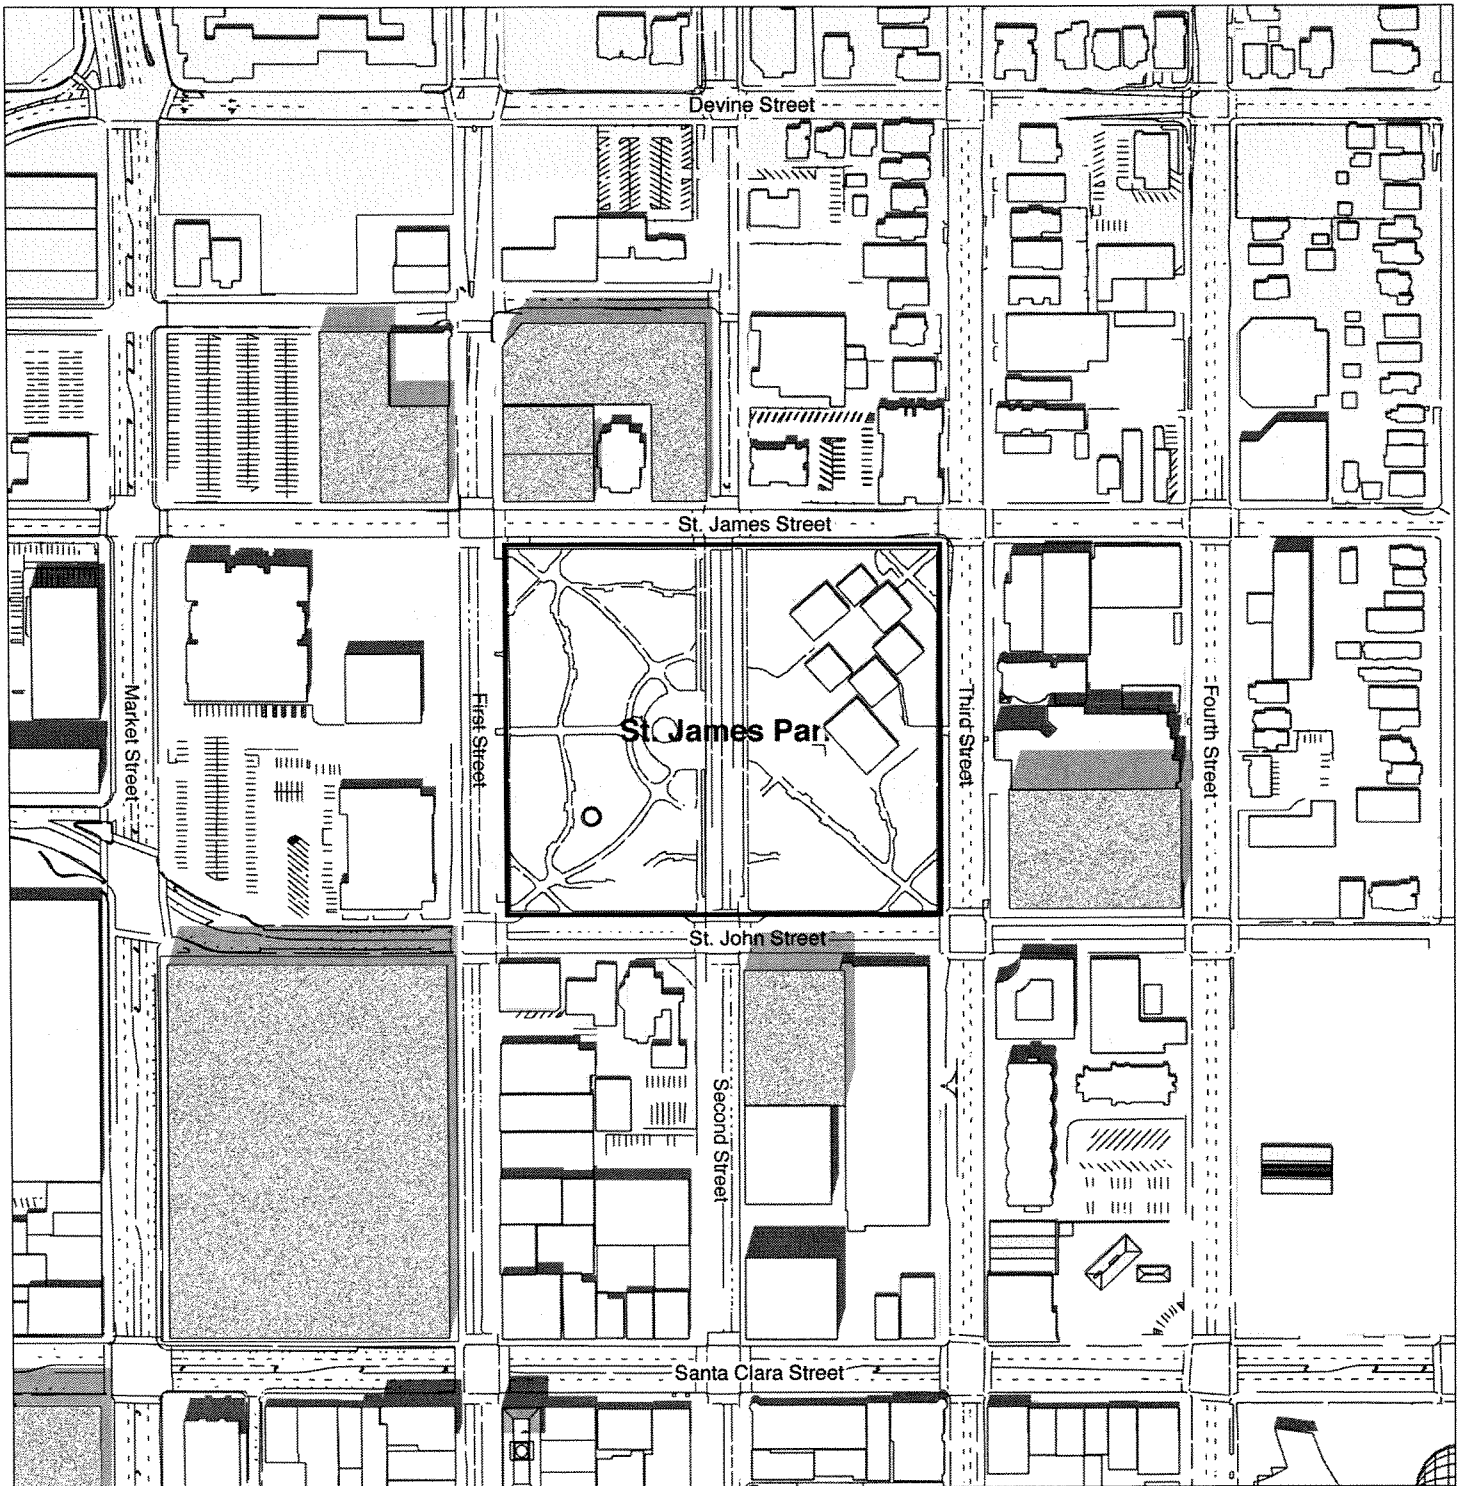 Devine Street
St. James Street
Market Street
First Street
St. James Par
Third Street
Fourth Street
St. John Street
Second Street
Santa Clara Street